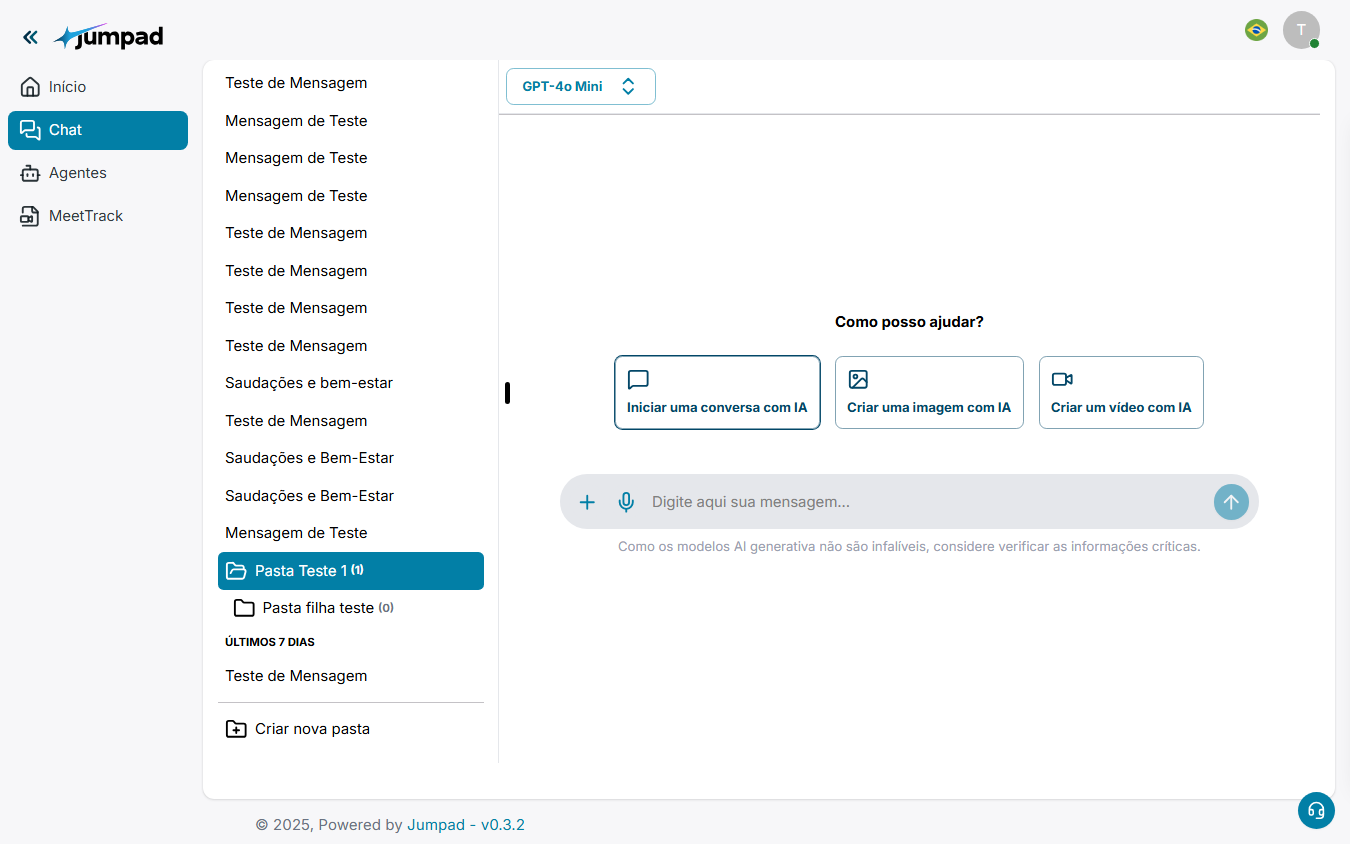 jumpad
T
Início
Chat
Agentes
MeetTrack
Teste de Mensagem
Mensagem de Teste
Mensagem de Teste
Mensagem de Teste
Teste de Mensagem
Teste de Mensagem
Teste de Mensagem
Teste de Mensagem
Saudações e bem-estar
Teste de Mensagem
Saudações e Bem-Estar
Saudações e Bem-Estar
Mensagem de Teste
Pasta Teste 1 (1)
Pasta filha teste (0)
ÚLTIMOS 7 DIAS
Teste de Mensagem
Criar nova pasta
GPT-4o Mini
Como posso ajudar?
Iniciar uma conversa com IA
Criar uma imagem com IA
Criar um vídeo com IA
Digite aqui sua mensagem...
Como os modelos AI generativa não são infalíveis, considere verificar as informações críticas.
© 2025, Powered by Jumpad - v0.3.2